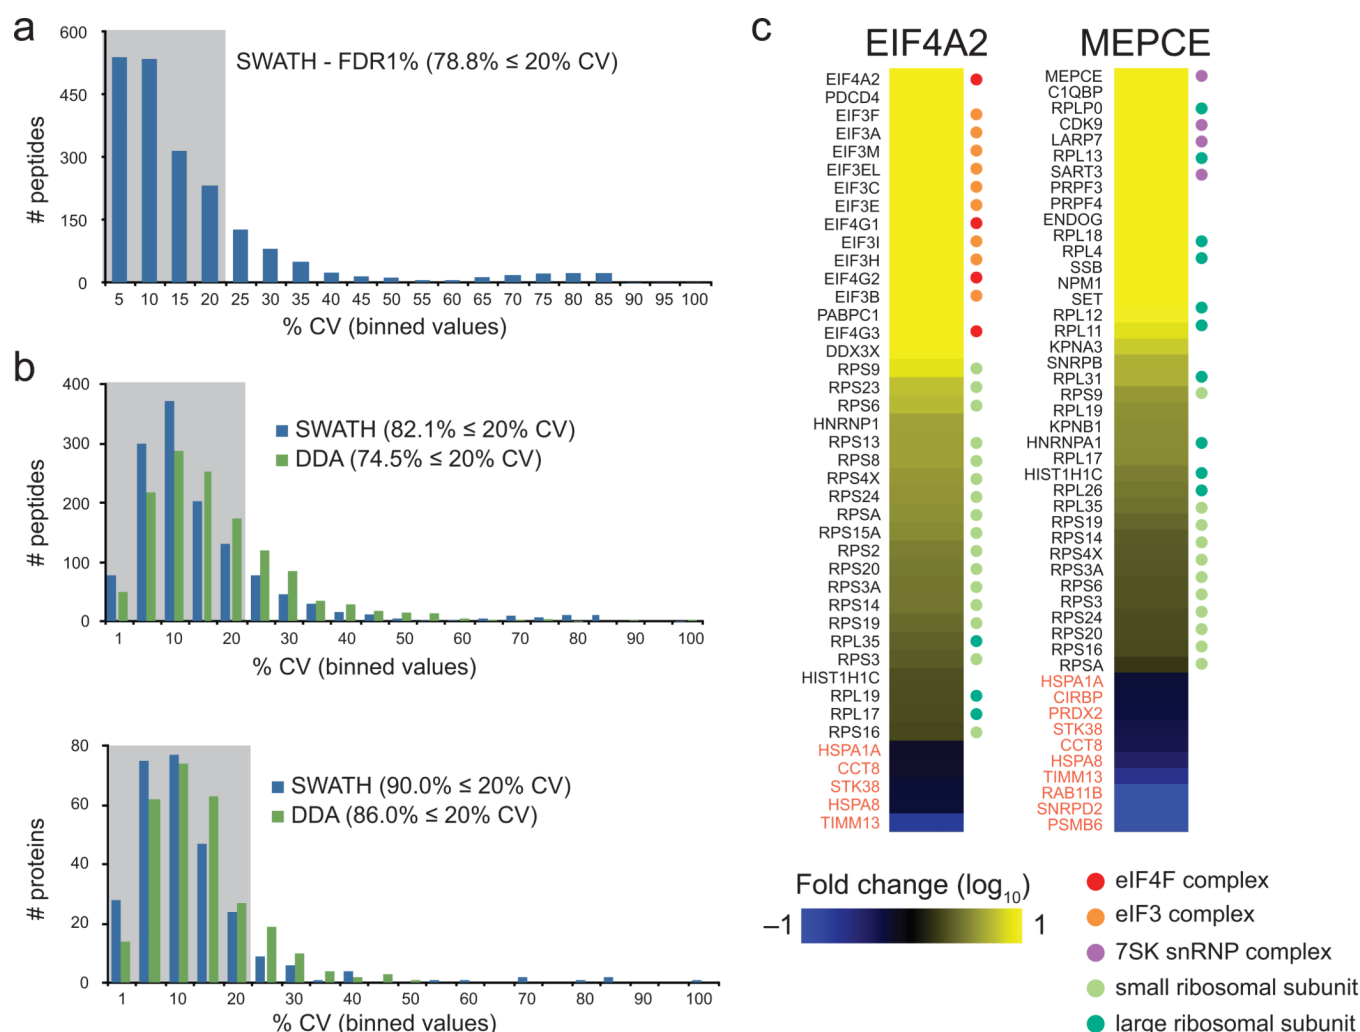 a
600
450
300
150
0
# peptides
SWATH - FDR1% (78.8% ≤ 20% CV)
5 10 15 20 25 30 35 40 45 50 55 60 65 70 75 80 85 90 95 100
% CV (binned values)
b
400
300
200
100
0
# peptides
SWATH (82.1% ≤ 20% CV)
DDA (74.5% ≤ 20% CV)
1 10 20 30 40 50 60 70 80 90 100
% CV (binned values)
80
60
40
20
0
# proteins
SWATH (90.0% ≤ 20% CV)
DDA (86.0% ≤ 20% CV)
1 10 20 30 40 50 60 70 80 90 100
% CV (binned values)
c
EIF4A2
EIF4A2
PDCD4
EIF3F
EIF3A
EIF3M
EIF3EL
EIF3C
EIF3E
EIF4G1
EIF3I
EIF3H
EIF4G2
EIF3B
PABPC1
EIF4G3
DDX3X
RPS9
RPS23
RPS6
HNRNP1
RPS13
RPS8
RPS4X
RPS24
RPSA
RPS15A
RPS2
RPS20
RPS3A
RPS14
RPS19
RPL35
RPS3
HIST1H1C
RPL19
RPL17
RPS16
HSPA1A
CCT8
STK38
HSPA8
TIMM13
MEPCE
MEPCE
C1QBP
RPLP0
CDK9
LARP7
RPL13
SART3
PRPF3
PRPF4
ENDOG
RPL18
RPL4
SSB
NPM1
SET
RPL12
RPL11
KPNA3
SNRPB
RPL31
RPS9
RPL19
KPNB1
HNRNPA1
RPL17
HIST1H1C
RPL26
RPL35
RPS19
RPS14
RPS4X
RPS3A
RPS6
RPS3
RPS24
RPS20
RPS16
RPSA
HSPA1A
CIRBP
PRDX2
STK38
CCT8
HSPA8
TIMM13
RAB11B
SNRPD2
PSMB6
Fold change (log10)
–1 1
eIF4F complex
eIF3 complex
7SK snRNP complex
small ribosomal subunit
large ribosomal subunit